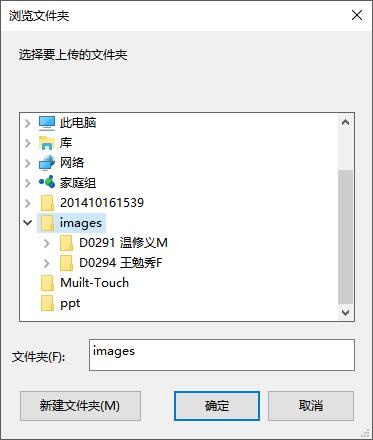 浏览文件夹
选择要上传的文件夹
此电脑
库
网络
家庭组
201410161539
images
D0291 温修义M
D0294 王勉秀F
Muilt-Touch
ppt
文件夹(F):
images
新建文件夹(M)
确定
取消